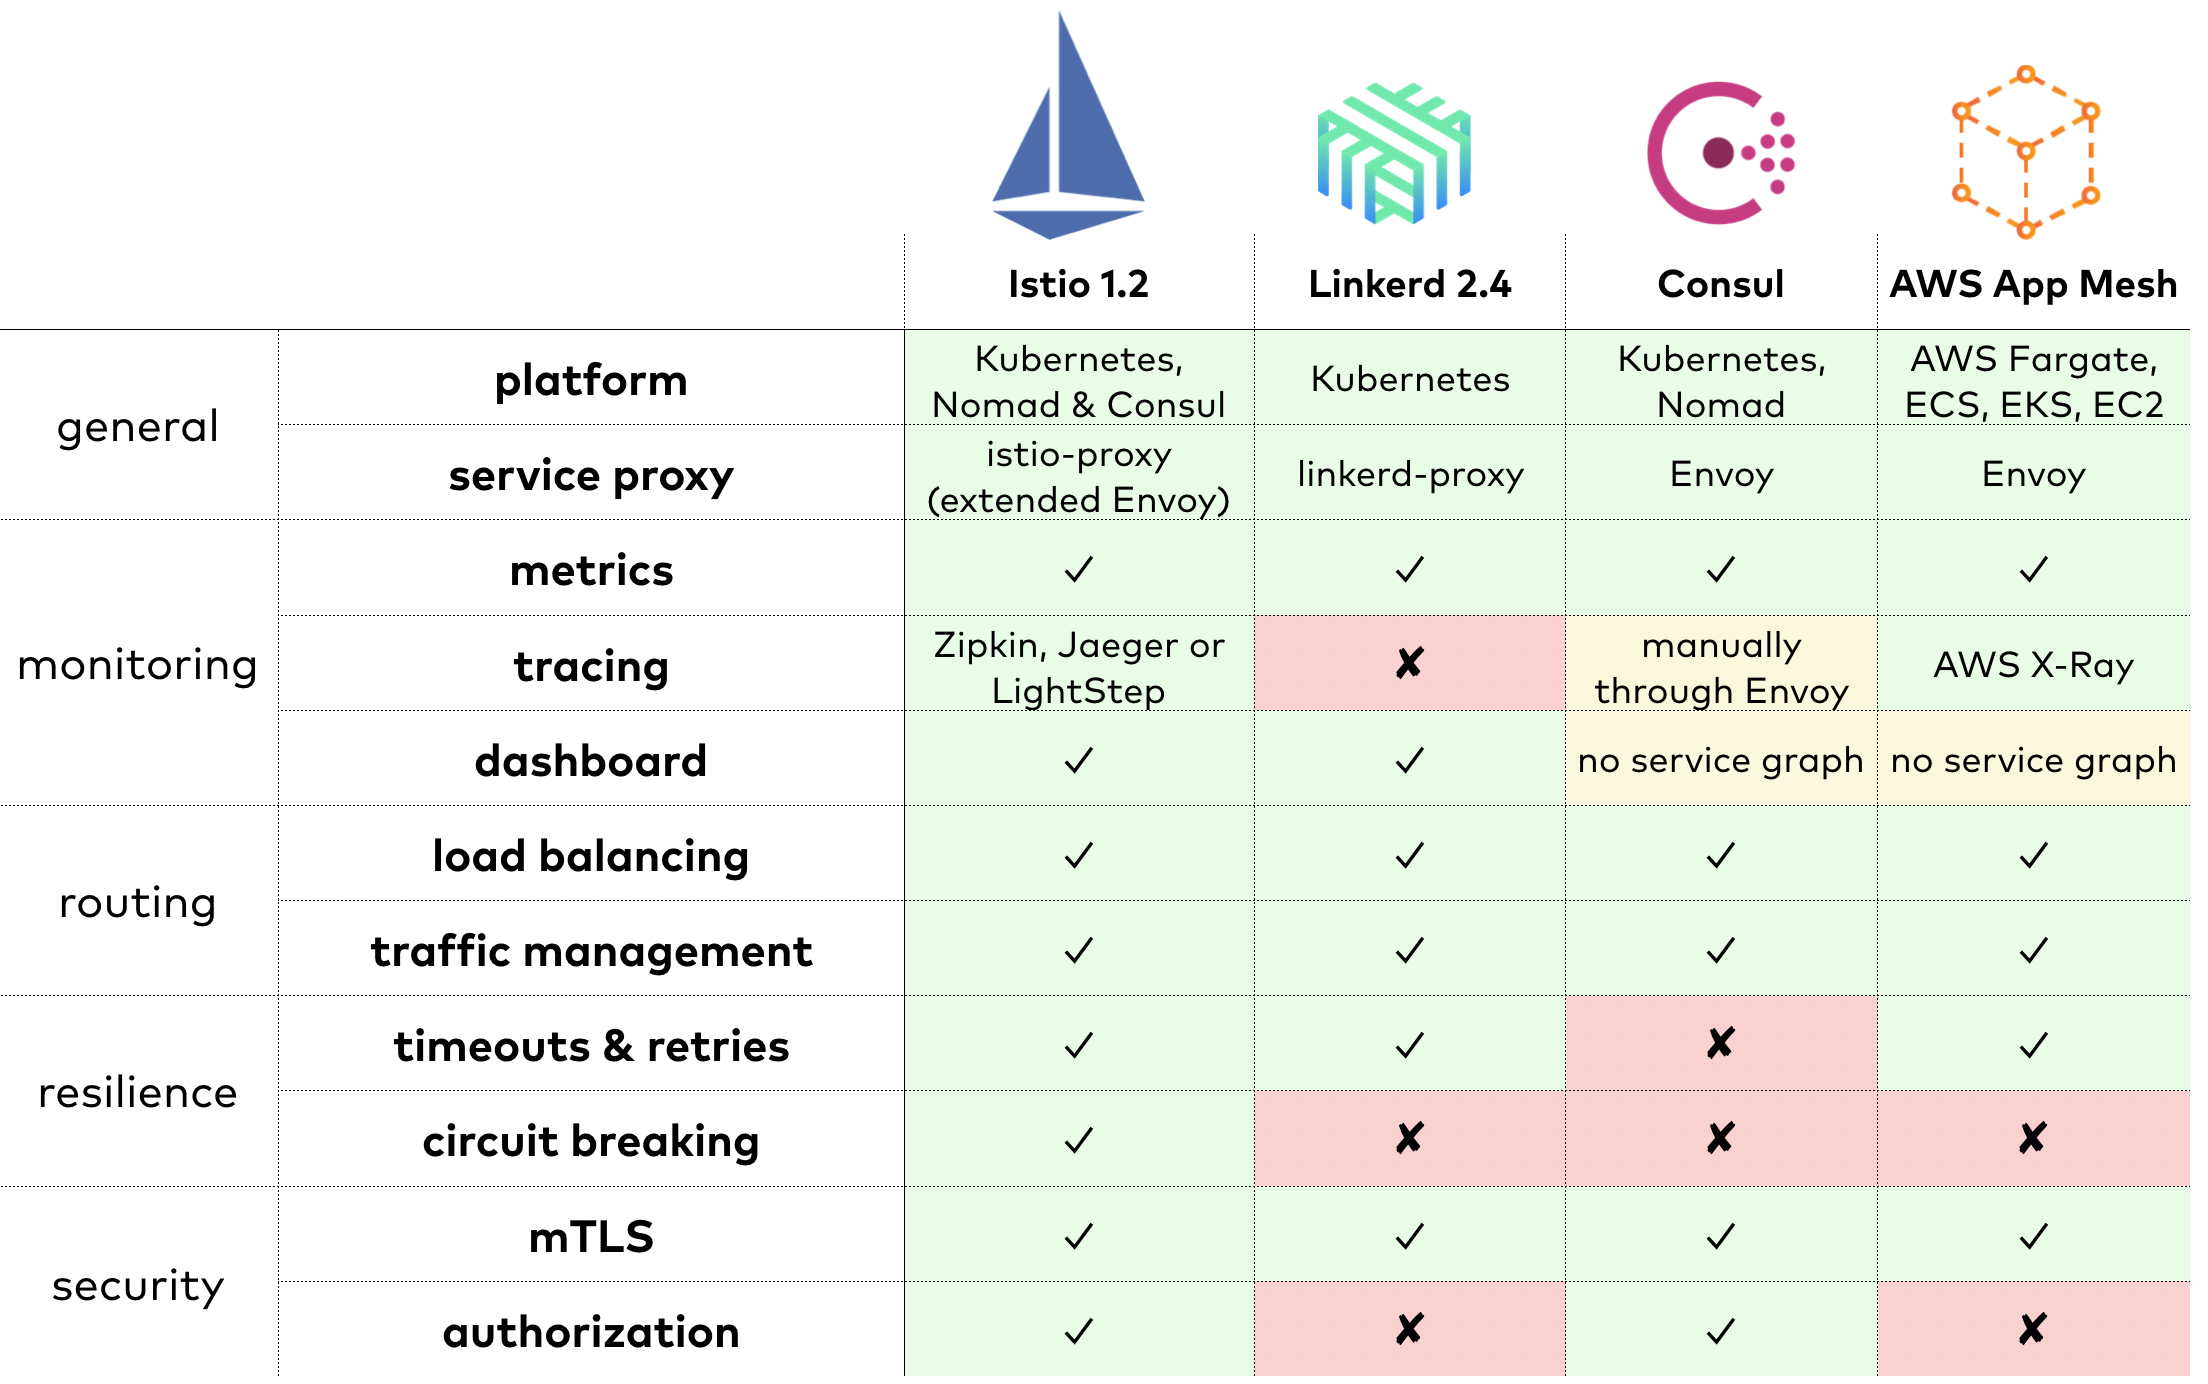 Istio 1.2 Linkerd 2.4 Consul AWS App Mesh
general
platform
Kubernetes,
Nomad & Consul
Kubernetes
Kubernetes,
Nomad
AWS Fargate,
ECS, EKS, EC2
service proxy
istio-proxy
(extended Envoy)
linkerd-proxy
Envoy
Envoy
monitoring
metrics ✓ ✓ ✓ ✓
tracing
Zipkin, Jaeger or
LightStep
✘
manually
through Envoy
AWS X-Ray
dashboard ✓ ✓ no service graph no service graph
routing
load balancing ✓ ✓ ✓ ✓
traffic management ✓ ✓ ✓ ✓
resilience
timeouts & retries ✓ ✓ ✘ ✓
circuit breaking ✓ ✘ ✘ ✘
security
mTLS ✓ ✓ ✓ ✓
authorization ✓ ✘ ✓ ✘